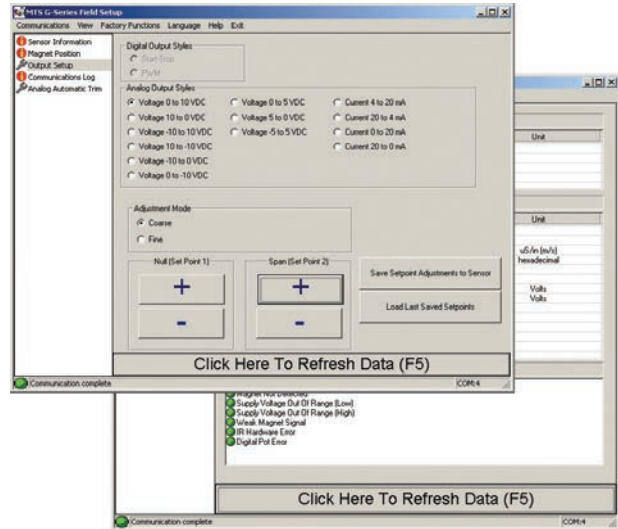 MTS G-Series Field Setup
Communications View Factory Functions Language Help Exit
Sensor Information
Magnet Position
Output Setup
Communications Log
Analog Automatic Trim
Digital Output Styles
Start-Stop
PWM
Analog Output Styles
Voltage 0 to 10 VDC
Voltage 0 to 5 VDC
Current 4 to 20 mA
Voltage 10 to 0 VDC
Voltage 5 to 0 VDC
Current 20 to 4 mA
Voltage -10 to 10 VDC
Voltage -5 to 5 VDC
Current 0 to 20 mA
Voltage 10 to -10 VDC
Current 20 to 0 mA
Voltage -10 to 0 VDC
Voltage 0 to -10 VDC
Adjustment Mode
Coarse
Fine
Null (Set Point 1)
Span (Set Point 2)
+
+
-
-
Save Setpoint Adjustments to Sensor
Load Last Saved Setpoints
Click Here To Refresh Data (F5)
Communication complete
COM:4
Unit
Unit
uS/in (m/s)
hexadecimal
Volts
Volts
Magnet Not Detected
Supply Voltage Out Of Range (Low)
Supply Voltage Out Of Range (High)
Weak Magnet Signal
IR Hardware Error
Digital Pot Error
Click Here To Refresh Data (F5)
Communication complete
COM:4